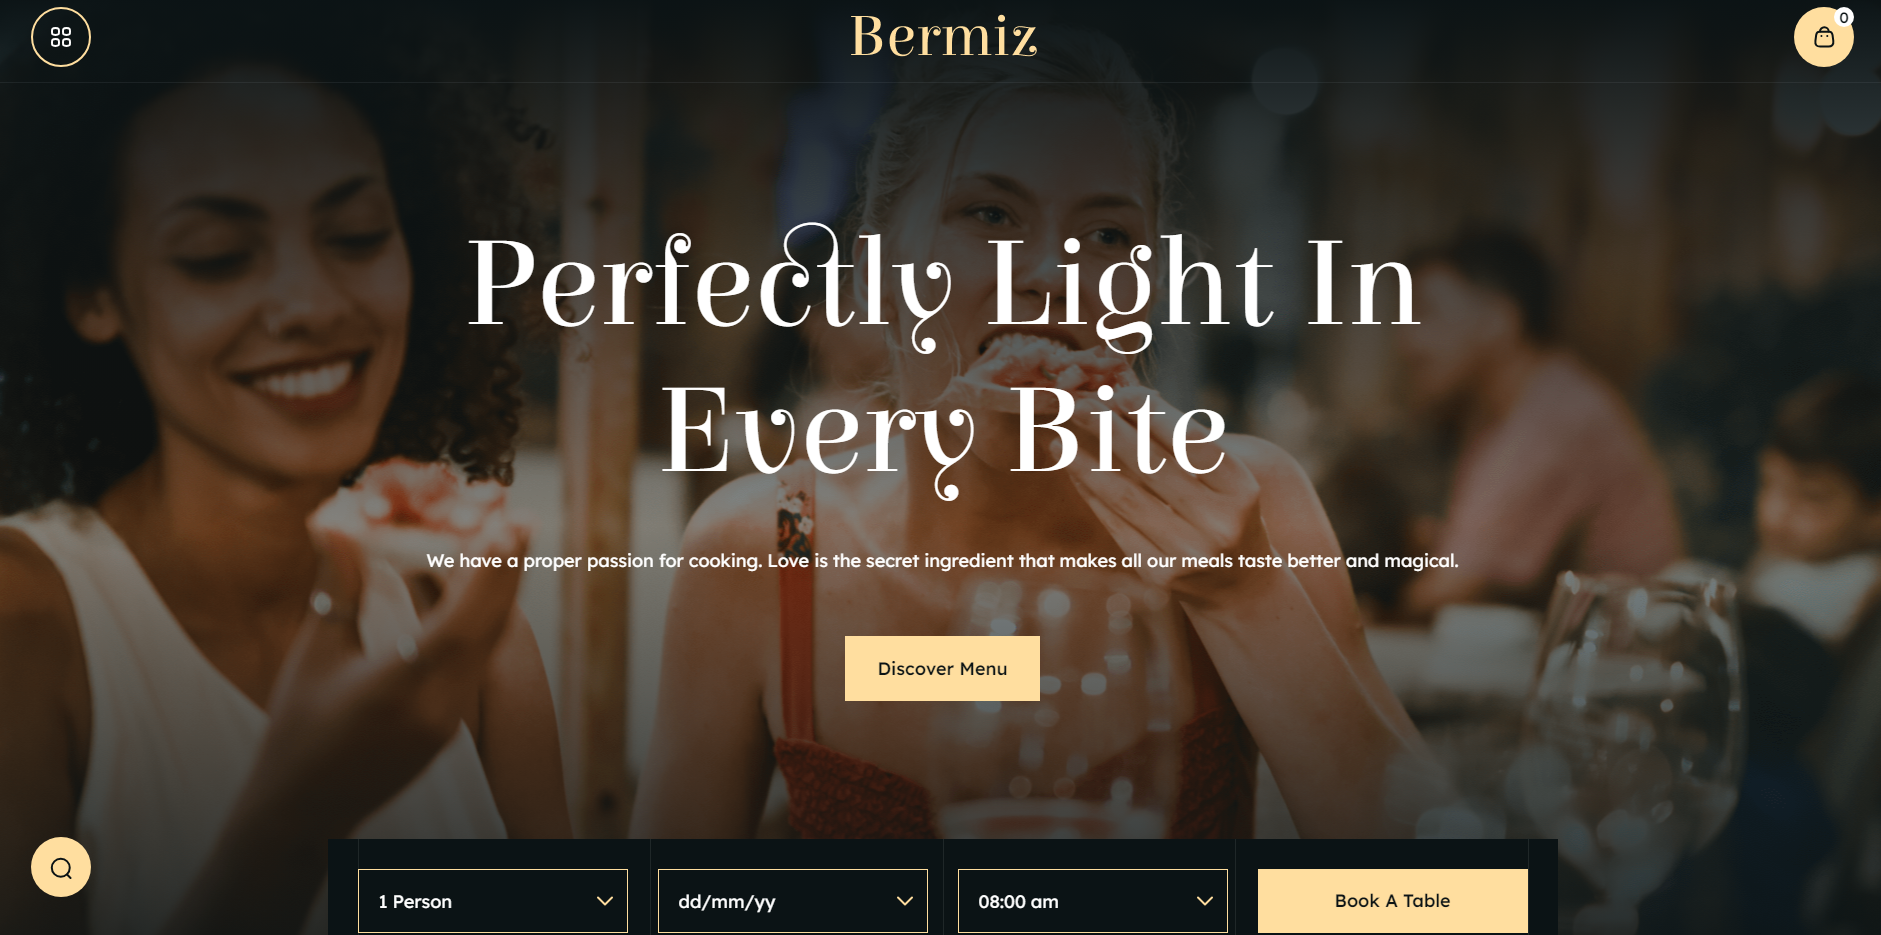 Bermiz
0
Perfectly Light In
Every Bite
We have a proper passion for cooking. Love is the secret ingredient that makes all our meals taste better and magical.
Discover Menu
1 Person
dd/mm/yy
08:00 am
Book A Table